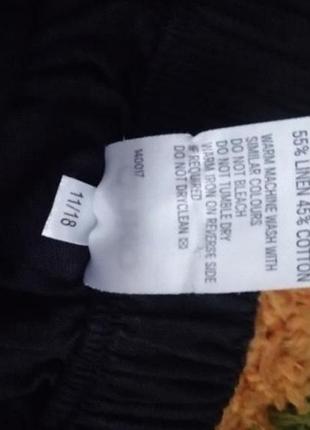 55% LINEN 45% COTTON
WARM MACHINE WASH WITH
SIMILAR COLOURS
DO NOT BLEACH
DO NOT TUMBLE DRY
WARM IRON ON REVERSE SIDE
IF REQUIRED
DO NOT DRYCLEAN ⊠
140017
11/18